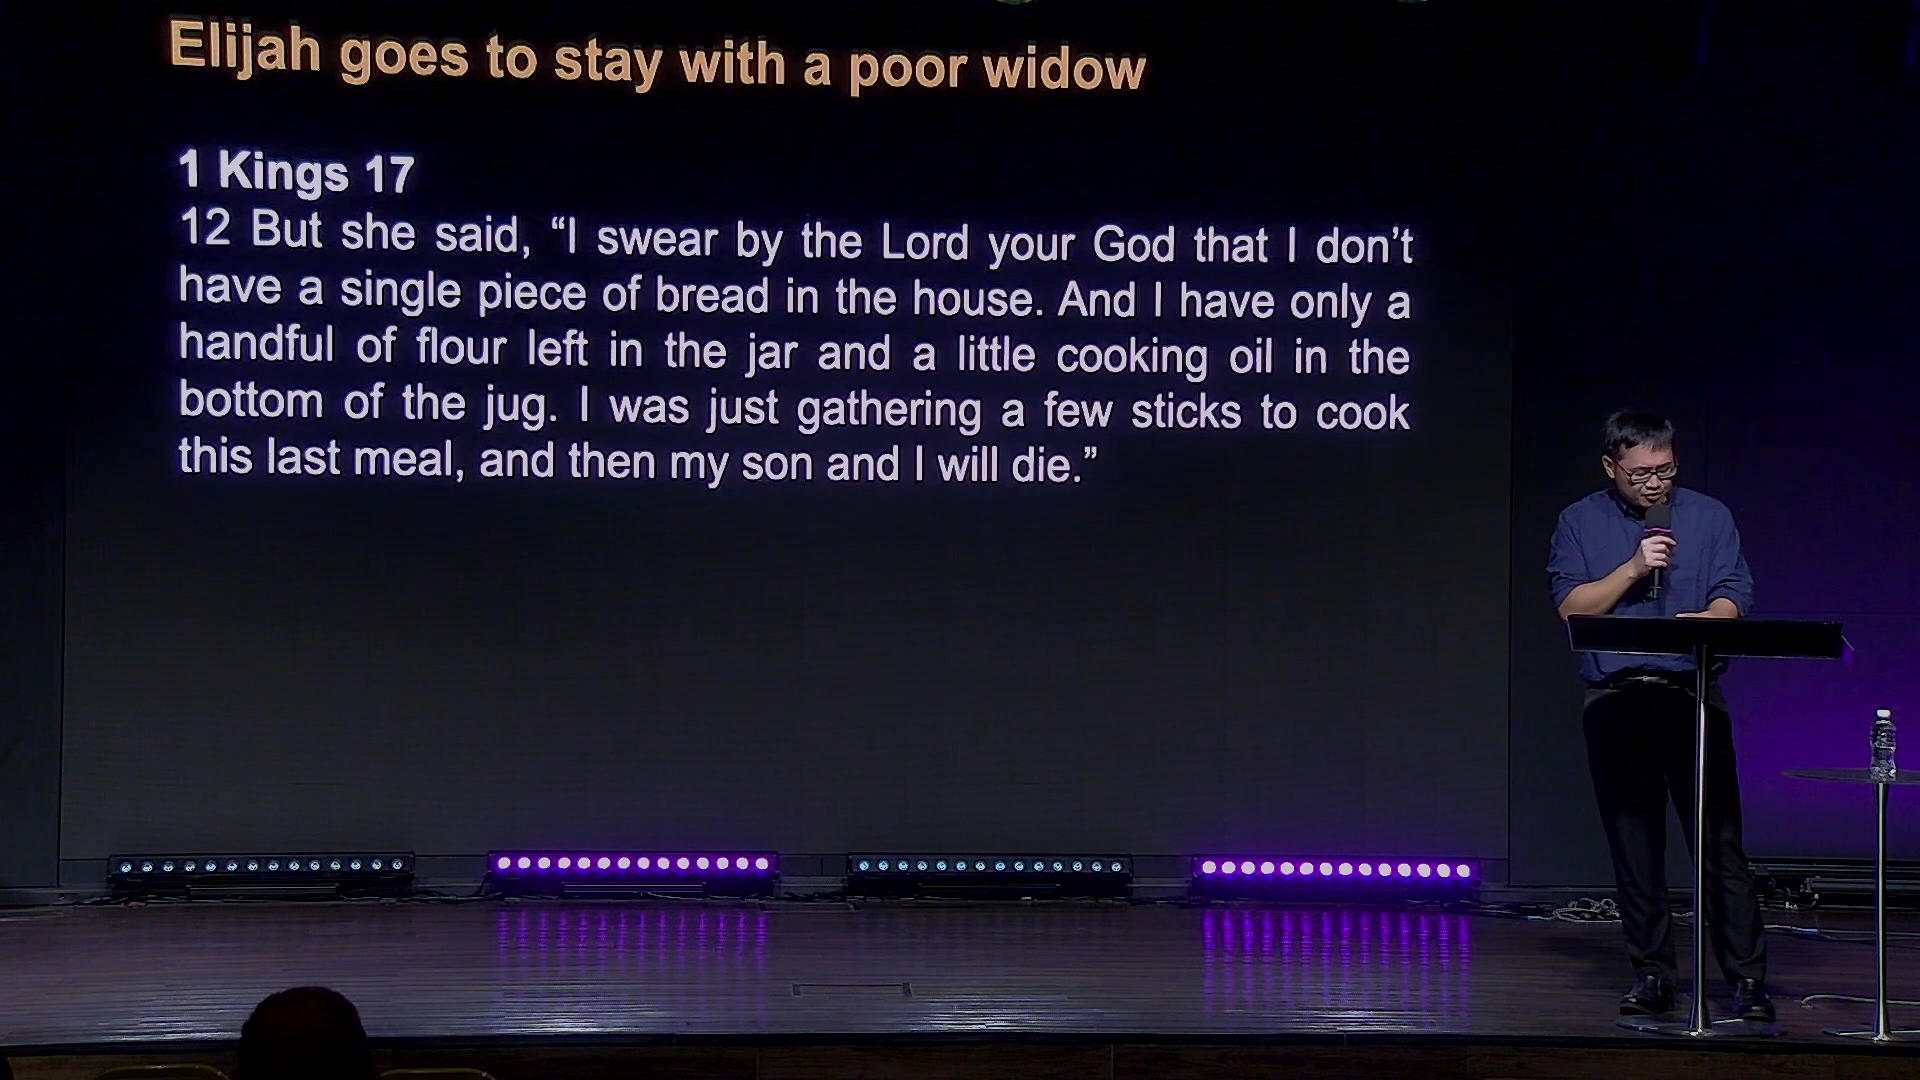 Elijah goes to stay with a poor widow
1 Kings 17
12 But she said, “I swear by the Lord your God that I don’t
have a single piece of bread in the house. And I have only a
handful of flour left in the jar and a little cooking oil in the
bottom of the jug. I was just gathering a few sticks to cook
this last meal, and then my son and I will die.”